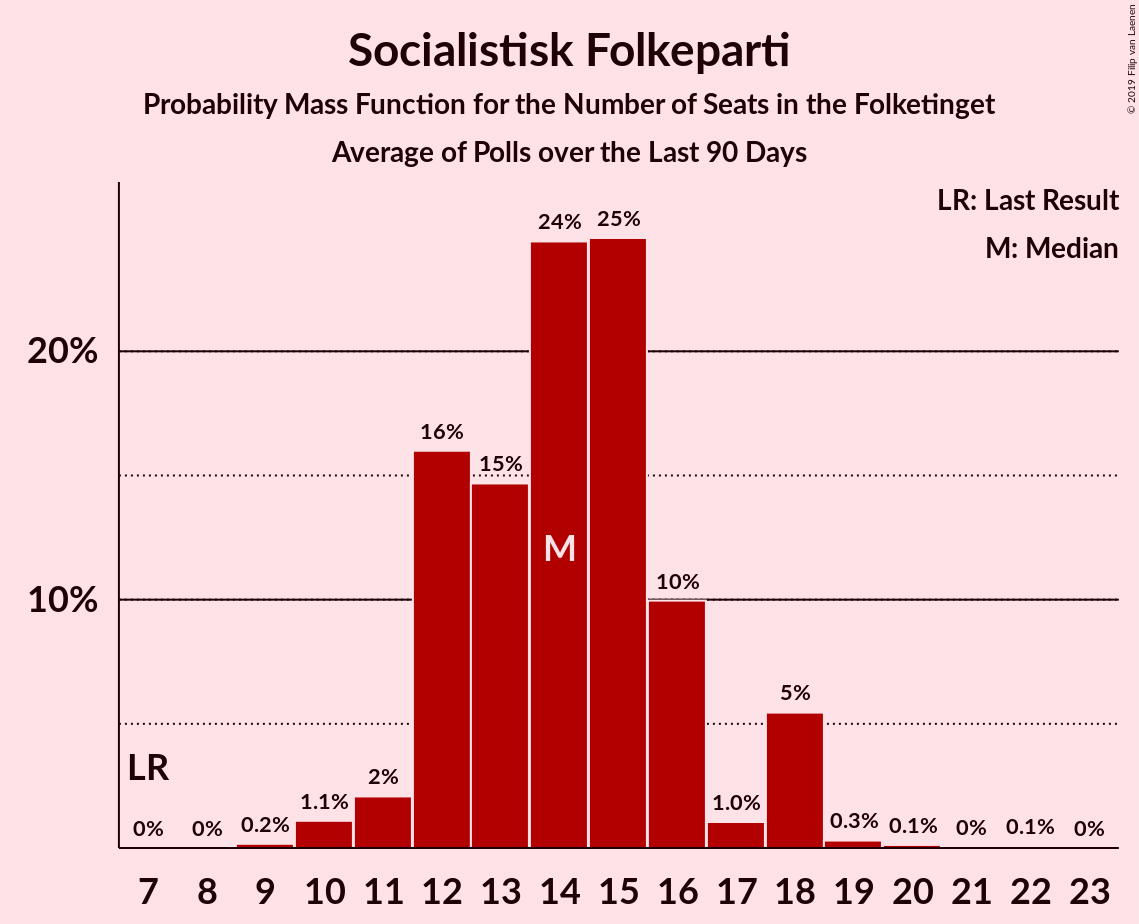 Socialistisk Folkeparti
Probability Mass Function for the Number of Seats in the Folketinget
Average of Polls over the Last 90 Days
© 2019 Filip van Laenen
LR: Last Result
M: Median
24% 25%
20%
16% 15%
M
10%
10%
5%
LR
0% 0% 0.2% 1.1% 2% 1.0% 0.3% 0.1% 0% 0.1% 0%
7 8 9 10 11 12 13 14 15 16 17 18 19 20 21 22 23